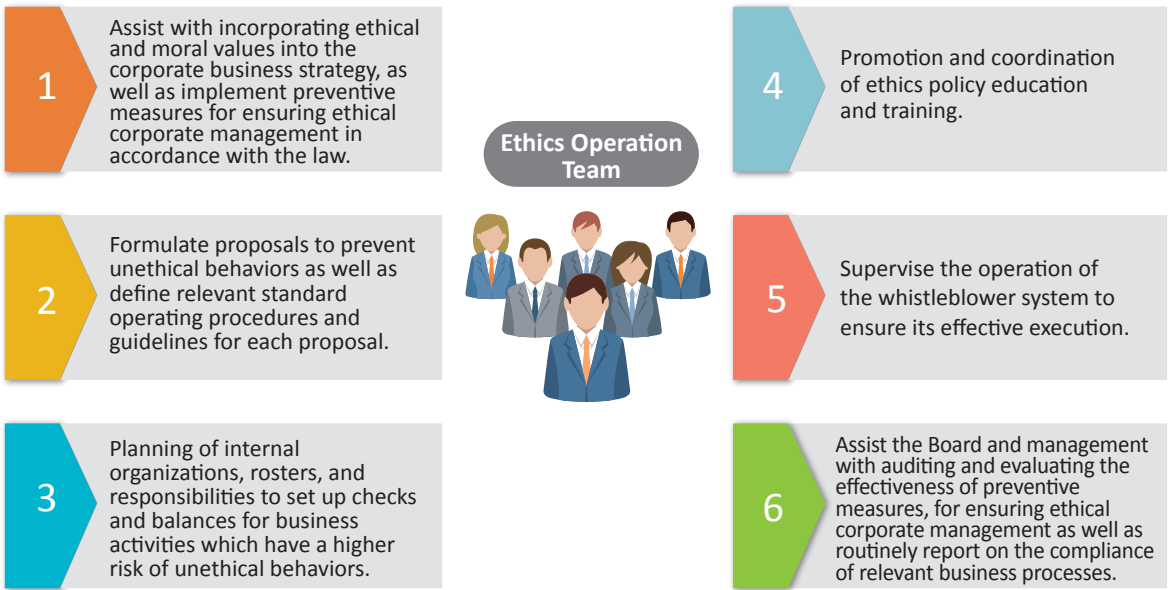 1
Assist with incorporating ethical
and moral values into the
corporate business strategy, as
well as implement preventive
measures for ensuring ethical
corporate management in
accordance with the law.
2
Formulate proposals to prevent
unethical behaviors as well as
define relevant standard
operating procedures and
guidelines for each proposal.
3
Planning of internal
organizations, rosters, and
responsibilities to set up checks
and balances for business
activities which have a higher
risk of unethical behaviors.
Ethics Operation
Team
4
Promotion and coordination
of ethics policy education
and training.
5
Supervise the operation of
the whistleblower system to
ensure its effective execution.
6
Assist the Board and management
with auditing and evaluating the
effectiveness of preventive
measures, for ensuring ethical
corporate management as well as
routinely report on the compliance
of relevant business processes.